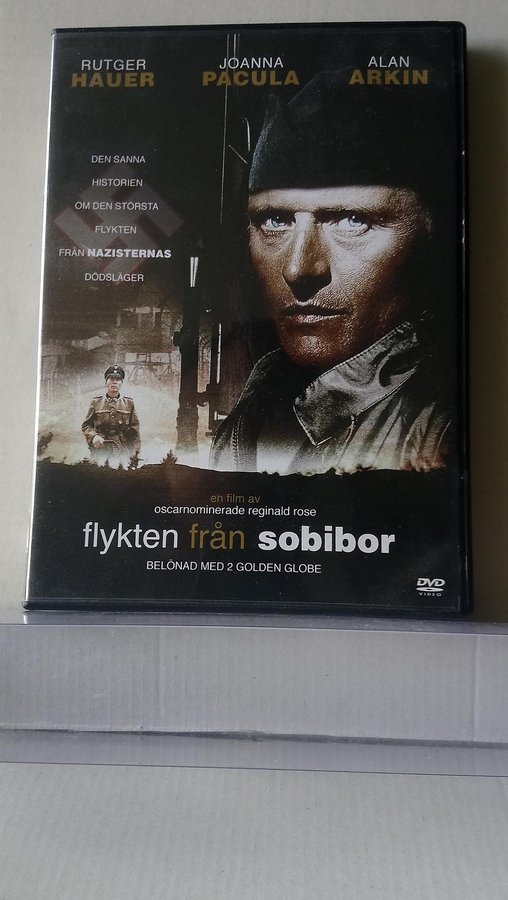 RUTGER HAUER
JOANNA PACULA
ALAN ARKIN
DEN SANNA
HISTORIEN
OM DEN STÖRSTA
FLYKTEN
FRÅN NAZISTERNAS
DÖDSLÄGER
en film av
oscarnominerade reginald rose
flykten från sobibor
BELÖNAD MED 2 GOLDEN GLOBE
DVD
VIDEO